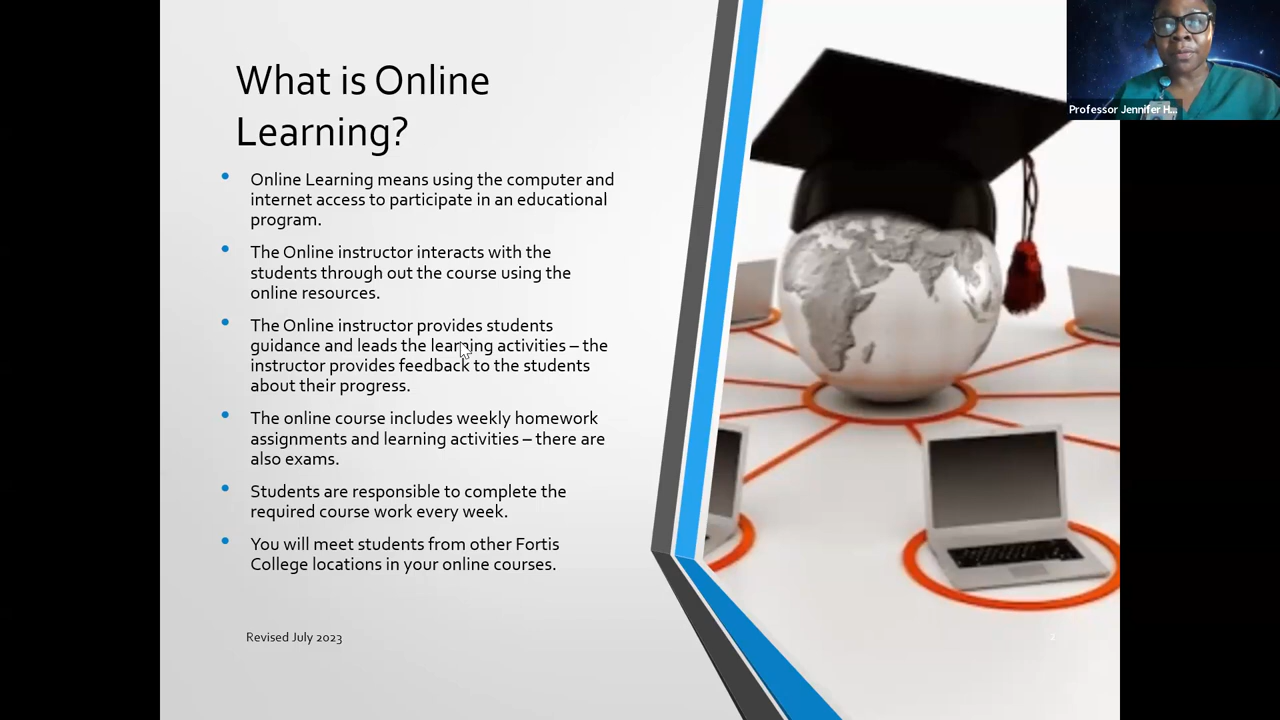 What is Online
Learning?
Online Learning means using the computer and
internet access to participate in an educational
program.
The Online instructor interacts with the
students through out the course using the
online resources.
The Online instructor provides students
guidance and leads the learning activities – the
instructor provides feedback to the students
about their progress.
The online course includes weekly homework
assignments and learning activities – there are
also exams.
Students are responsible to complete the
required course work every week.
You will meet students from other Fortis
College locations in your online courses.
Revised July 2023
Professor Jennifer H...